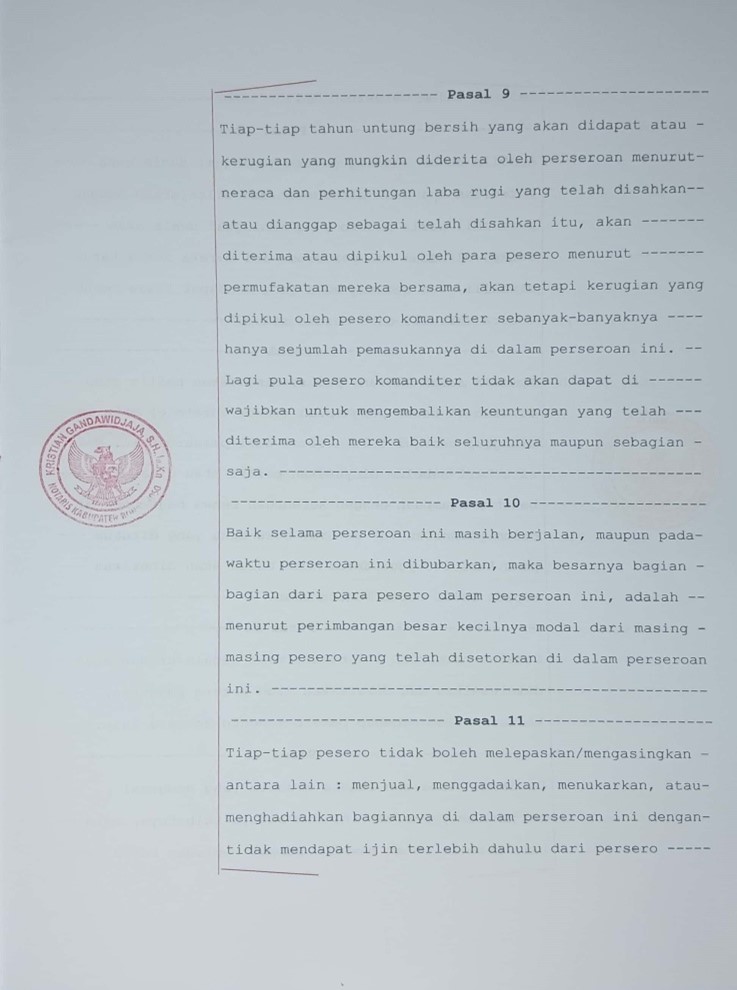 ------------------------ Pasal 9 ---------------------
Tiap-tiap tahun untung bersih yang akan didapat atau -
kerugian yang mungkin diderita oleh perseroan menurut-
neraca dan perhitungan laba rugi yang telah disahkan--
atau dianggap sebagai telah disahkan itu, akan -------
diterima atau dipikul oleh para pesero menurut -------
permufakatan mereka bersama, akan tetapi kerugian yang
dipikul oleh pesero komanditer sebanyak-banyaknya ----
hanya sejumlah pemasukannya di dalam perseroan ini. --
Lagi pula pesero komanditer tidak akan dapat di ------
wajibkan untuk mengembalikan keuntungan yang telah ---
diterima oleh mereka baik seluruhnya maupun sebagian -
saja. ------------------------------------------------
------------------------ Pasal 10 --------------------
Baik selama perseroan ini masih berjalan, maupun pada-
waktu perseroan ini dibubarkan, maka besarnya bagian -
bagian dari para pesero dalam perseroan ini, adalah --
menurut perimbangan besar kecilnya modal dari masing -
masing pesero yang telah disetorkan di dalam perseroan
ini. -------------------------------------------------
------------------------ Pasal 11 --------------------
Tiap-tiap pesero tidak boleh melepaskan/mengasingkan -
antara lain : menjual, menggadaikan, menukarkan, atau-
menghadiahkan bagiannya di dalam perseroan ini dengan-
tidak mendapat ijin terlebih dahulu dari persero -----
KRISTIAN GANDAWIDJAJA, S.H., M.Kn
NOTARIS KABUPATEN